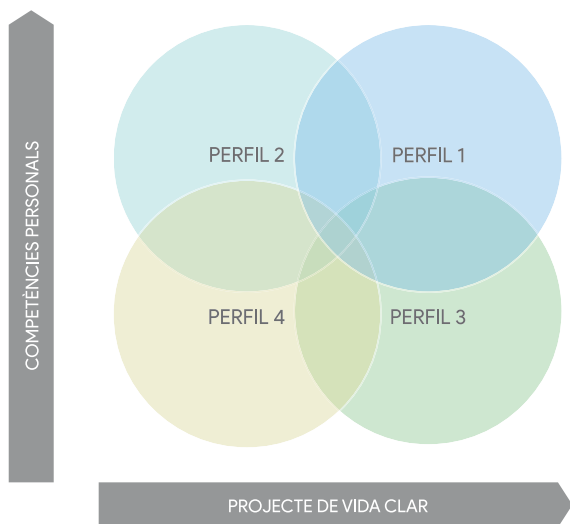 COMPETÈNCIES PERSONALS
PERFIL 2
PERFIL 1
PERFIL 4
PERFIL 3
PROJECTE DE VIDA CLAR